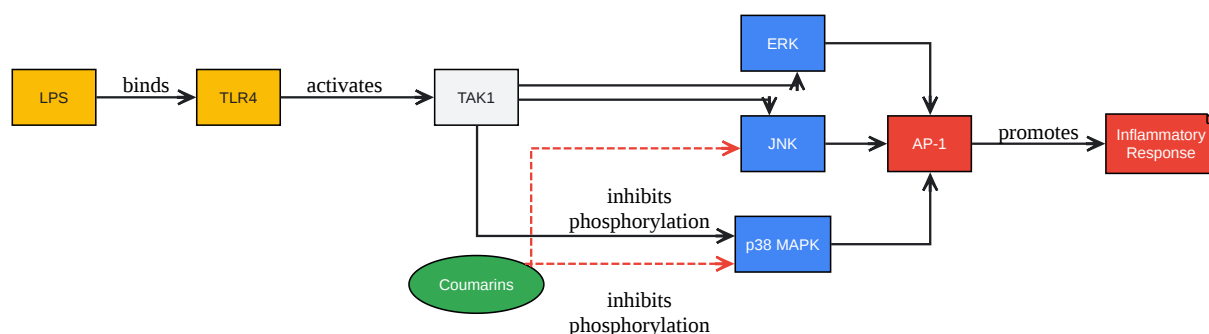 ERK
LPS
binds
TLR4
activates
TAK1
JNK
AP-1
promotes
Inflammatory
Response
inhibits
phosphorylation
p38 MAPK
Coumarins
inhibits
phosphorylation